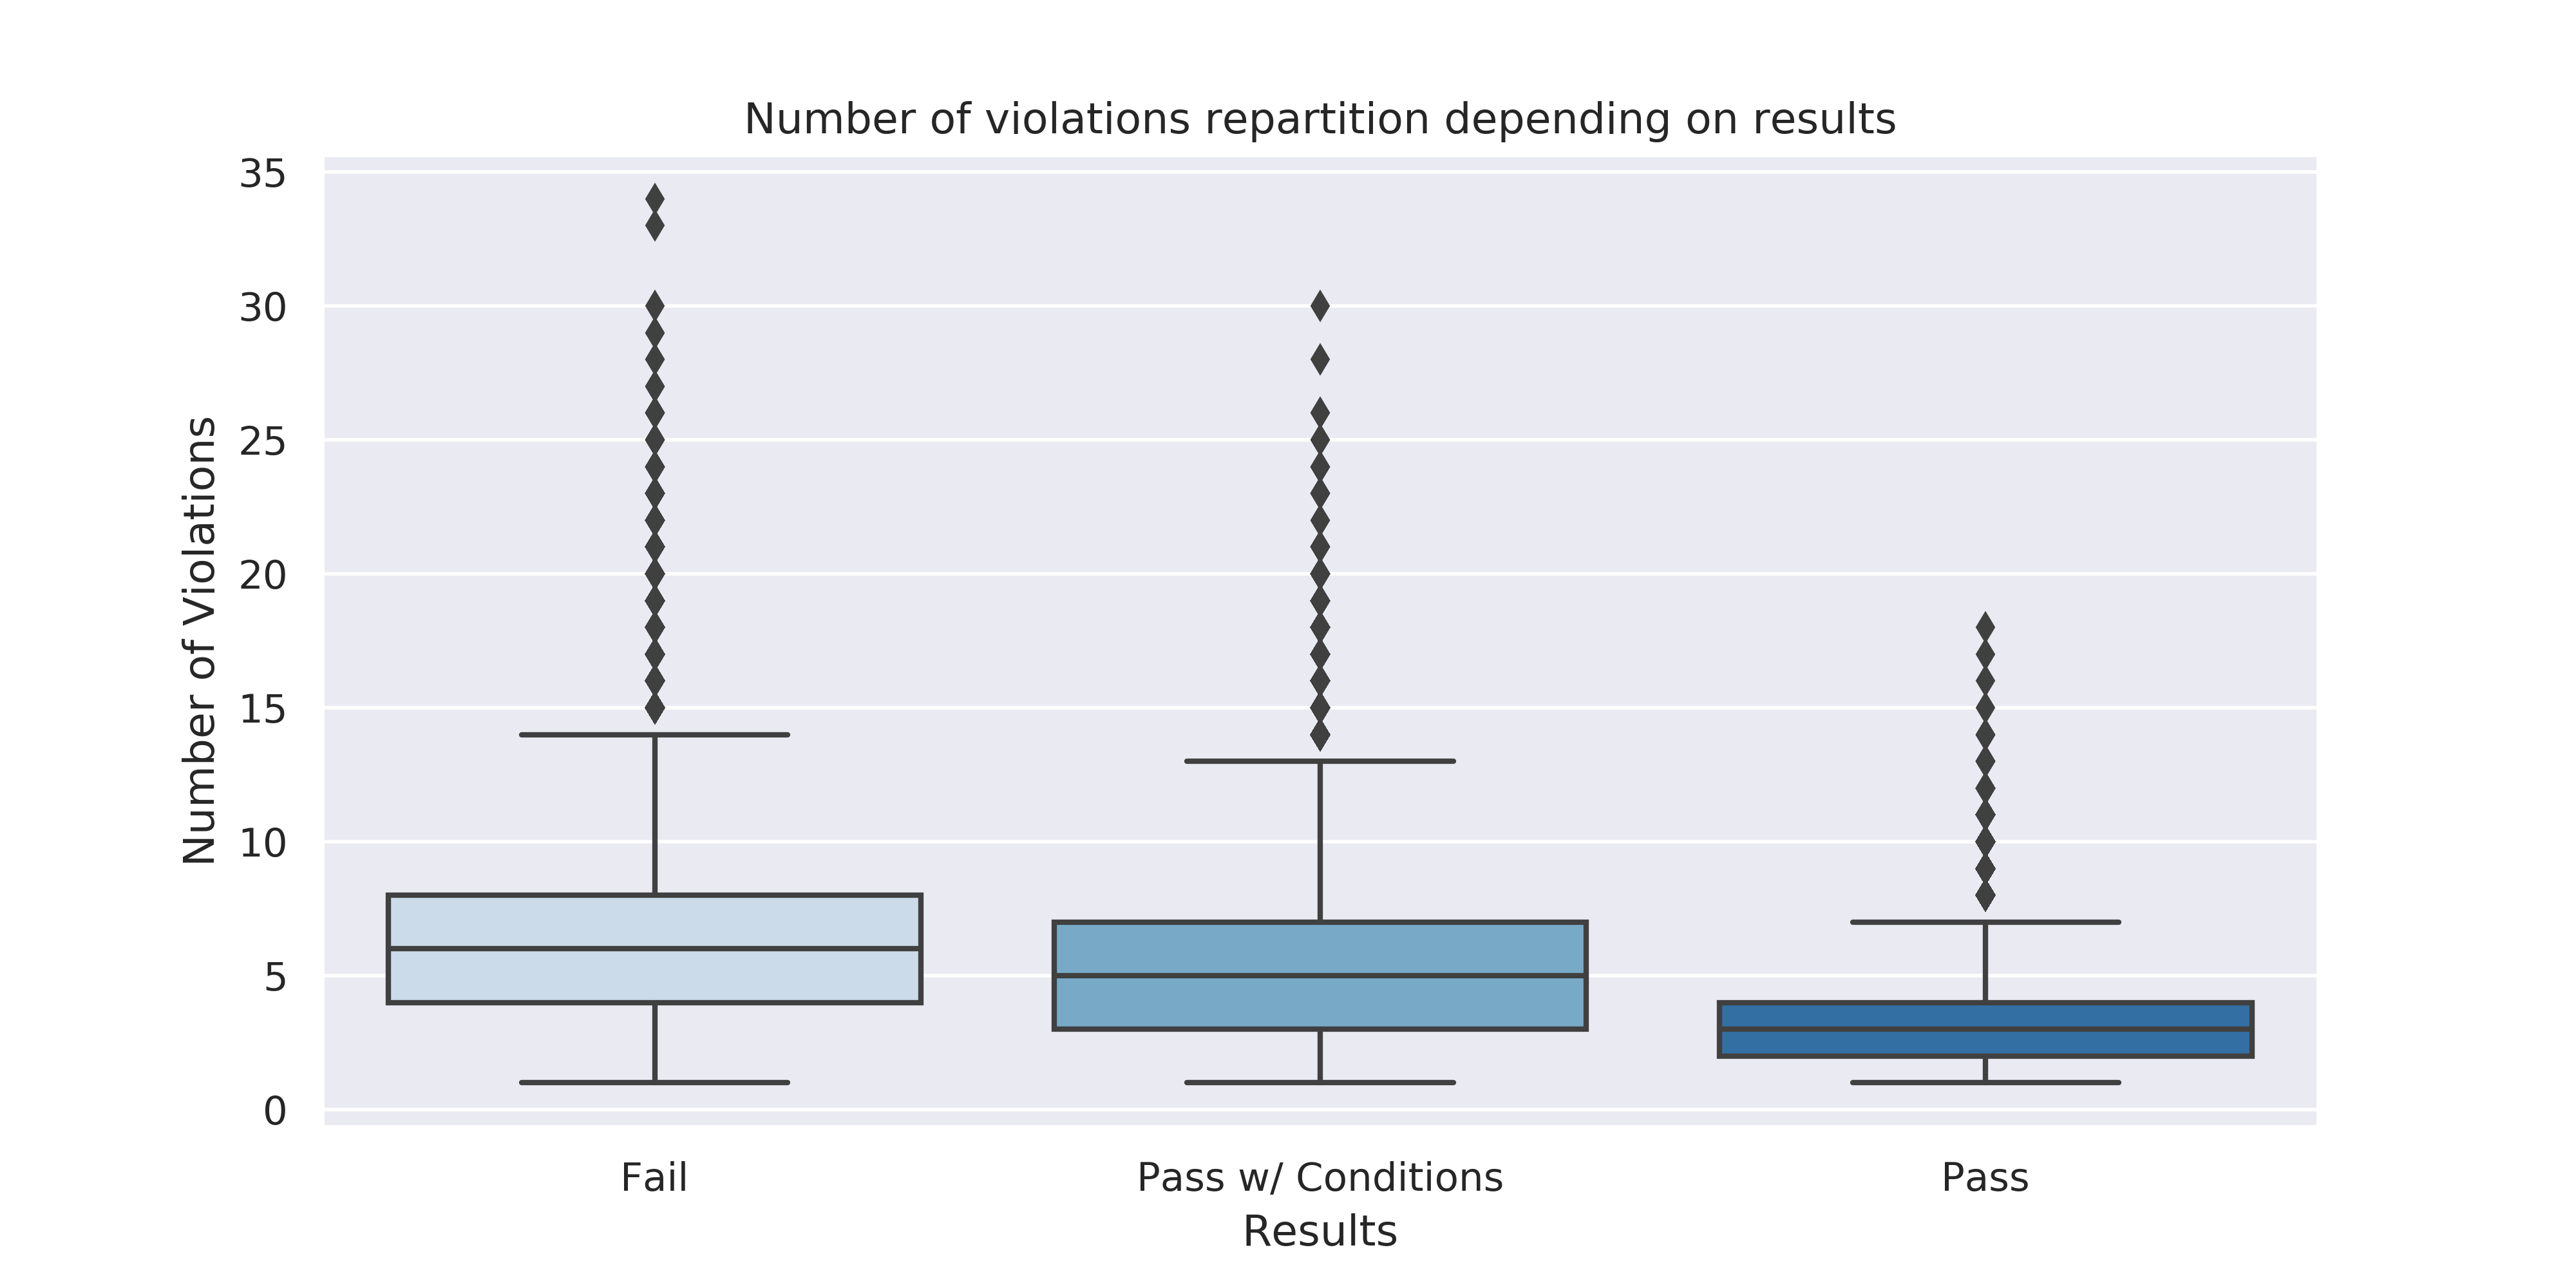 Number of violations repartition depending on results
Number of Violations
35
30
25
20
15
10
5
0
Fail
Pass w/ Conditions
Pass
Results